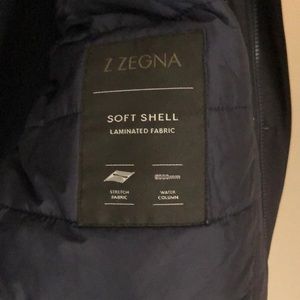 Z ZEGNA
SOFT SHELL
LAMINATED FABRIC
STRETCH
FABRIC
WATER
COLUMN